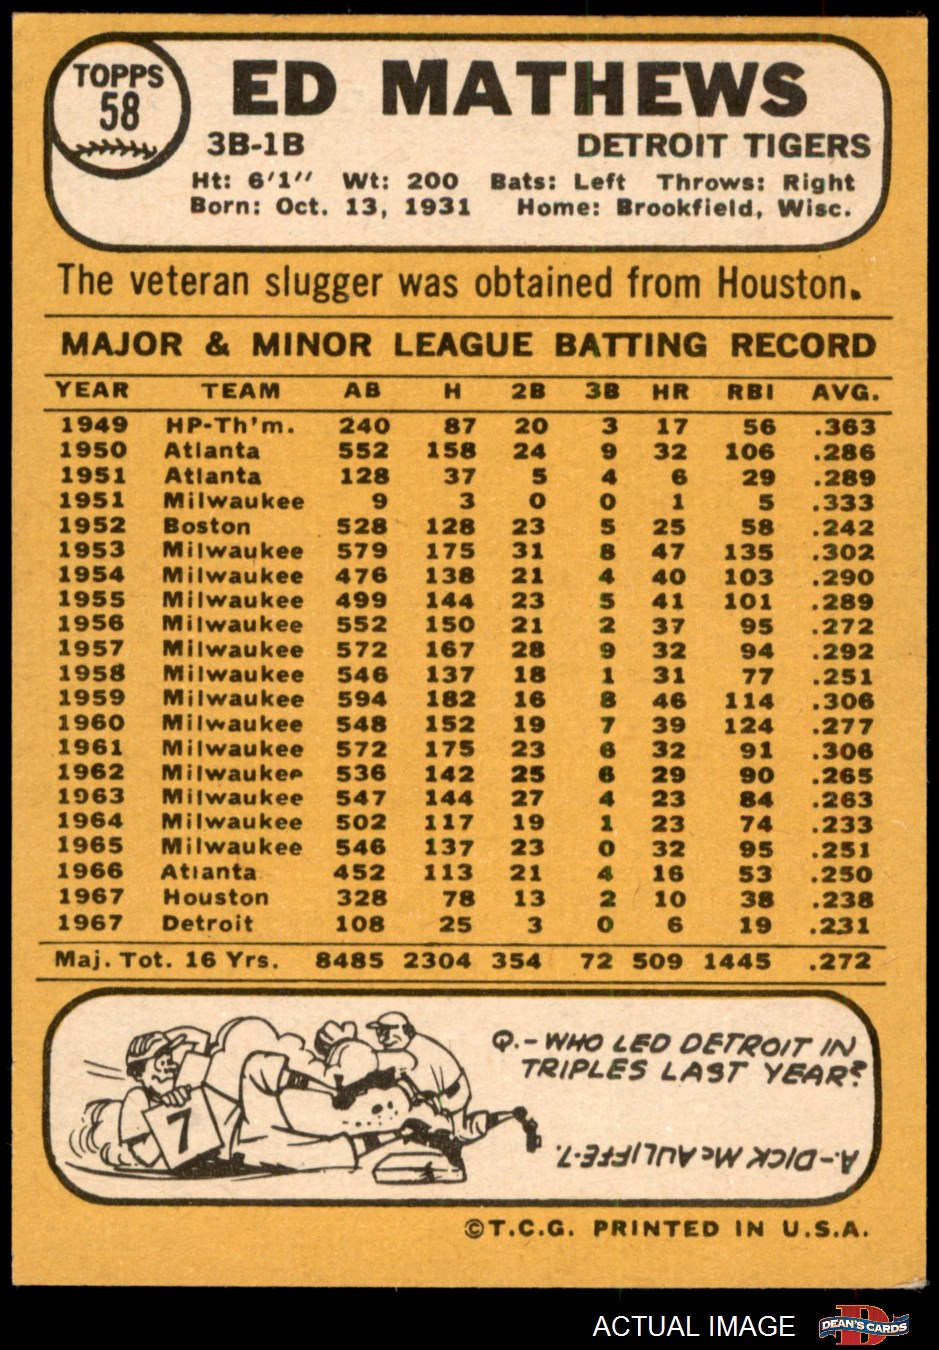 TOPPS
58
ED MATHEWS
3B-1B DETROIT TIGERS
Ht: 6'1" Wt: 200 Bats: Left Throws: Right
Born: Oct. 13, 1931 Home: Brookfield, Wisc.
The veteran slugger was obtained from Houston.
MAJOR & MINOR LEAGUE BATTING RECORD
YEAR TEAM AB H 2B 3B HR RBI AVG.
1949 HP-Th'm. 240 87 20 3 17 56 .363
1950 Atlanta 552 158 24 9 32 106 .286
1951 Atlanta 128 37 5 4 6 29 .289
1951 Milwaukee 9 3 0 0 1 5 .333
1952 Boston 528 128 23 5 25 58 .242
1953 Milwaukee 579 175 31 8 47 135 .302
1954 Milwaukee 476 138 21 4 40 103 .290
1955 Milwaukee 499 144 23 5 41 101 .289
1956 Milwaukee 552 150 21 2 37 95 .272
1957 Milwaukee 572 167 28 9 32 94 .292
1958 Milwaukee 546 137 18 1 31 77 .251
1959 Milwaukee 594 182 16 8 46 114 .306
1960 Milwaukee 548 152 19 7 39 124 .277
1961 Milwaukee 572 175 23 6 32 91 .306
1962 Milwaukee 536 142 25 6 29 90 .265
1963 Milwaukee 547 144 27 4 23 84 .263
1964 Milwaukee 502 117 19 1 23 74 .233
1965 Milwaukee 546 137 23 0 32 95 .251
1966 Atlanta 452 113 21 4 16 53 .250
1967 Houston 328 78 13 2 10 38 .238
1967 Detroit 108 25 3 0 6 19 .231
Maj. Tot. 16 Yrs. 8485 2304 354 72 509 1445 .272
Q.-WHO LED DETROIT IN
TRIPLES LAST YEAR?
7
A-DICK McAULIFFE-7.
©T.C.G. PRINTED IN U.S.A.
ACTUAL IMAGE
D
DEAN'S CARDS